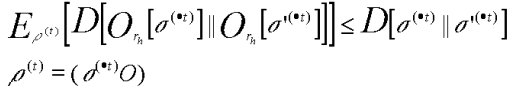 E_{ρ^{(t)}}[D[O_{r_h}[σ^{(•t)}] || O_{r_h}[σ'^{(•t)}]]] ≤ D[σ^{(•t)} || σ'^{(•t)}]
ρ^{(t)} = (σ^{(•t)}O)